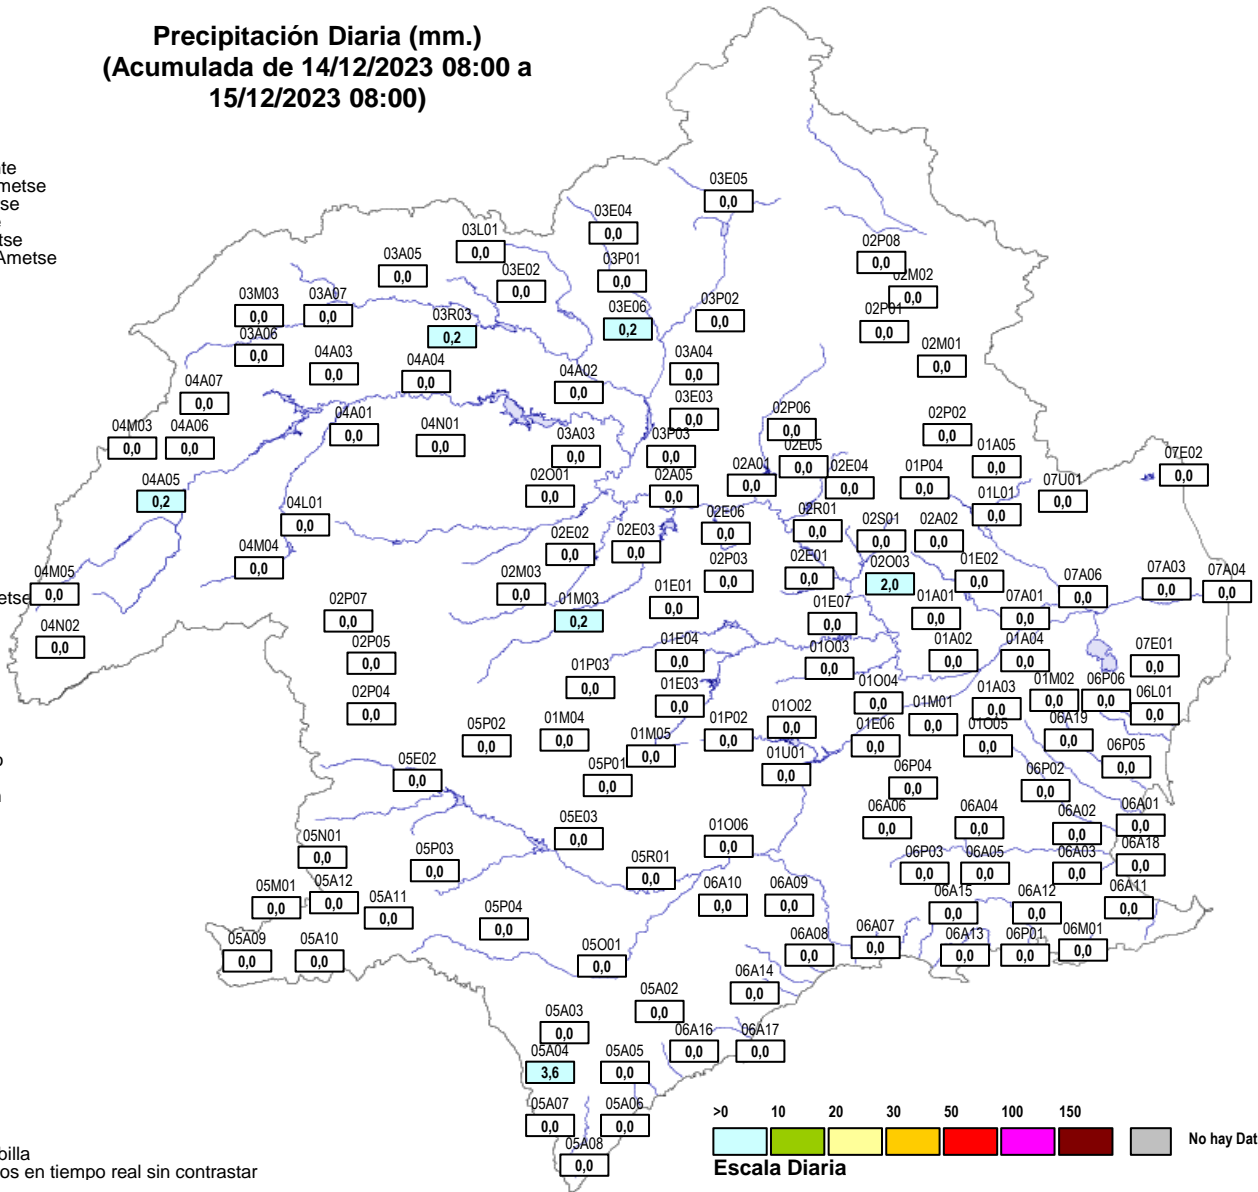 Precipitación Diaria (mm.)
(Acumulada de 14/12/2023 08:00 a
15/12/2023 08:00)
03E05
0,0
03E04
0,0
03L01
0,0
03A05
0,0
03E02
0,0
03P01
0,0
02P08
0,0
02M02
0,0
03M03
0,0
03A07
0,0
03R03
0,2
03E06
0,2
03P02
0,0
02P01
0,0
03A06
0,0
04A03
0,0
04A04
0,0
04A02
0,0
03A04
0,0
02M01
0,0
04A07
0,0
03E03
0,0
04M03
0,0
04A06
0,0
04A01
0,0
04N01
0,0
03A03
0,0
03P03
0,0
02P06
0,0
02P02
0,0
02E05
0,0
01A05
0,0
07E02
0,0
04A05
0,2
02O01
0,0
02A05
0,0
02A01
0,0
02E04
0,0
01P04
0,0
07U01
0,0
04L01
0,0
01L01
0,0
02E06
0,0
02R01
0,0
02S01
0,0
02A02
0,0
04M04
0,0
02E02
0,0
02E03
0,0
04M05
0,0
02M03
0,0
02P03
0,0
02E01
0,0
02O03
2,0
01E02
0,0
07A06
0,0
07A03
0,0
07A04
0,0
04N02
0,0
02P07
0,0
01M03
0,2
01E01
0,0
01E07
0,0
01A01
0,0
07A01
0,0
02P05
0,0
01E04
0,0
01O03
0,0
01A02
0,0
01A04
0,0
07E01
0,0
02P04
0,0
01P03
0,0
01E03
0,0
01O04
0,0
01A03
0,0
01M02
0,0
06P06
0,0
06L01
0,0
05P02
0,0
01M04
0,0
01M05
0,0
01P02
0,0
01O02
0,0
01M01
0,0
01E06
0,0
01O05
0,0
06A19
0,0
06P05
0,0
05E02
0,0
05P01
0,0
01U01
0,0
06P04
0,0
06P02
0,0
05E03
0,0
01O06
0,0
06A06
0,0
06A04
0,0
06A02
0,0
06A01
0,0
05N01
0,0
05P03
0,0
05R01
0,0
06P03
0,0
06A05
0,0
06A03
0,0
06A18
0,0
05M01
0,0
05A12
0,0
05A11
0,0
06A10
0,0
06A09
0,0
06A15
0,0
06A12
0,0
06A11
0,0
05P04
0,0
05A09
0,0
05A10
0,0
05O01
0,0
06A08
0,0
06A07
0,0
06A13
0,0
06P01
0,0
06M01
0,0
05A03
0,0
05A02
0,0
06A14
0,0
05A04
3,6
05A05
0,0
06A16
0,0
06A17
0,0
05A07
0,0
05A06
0,0
05A08
0,0
>0 10 20 30 50 100 150
No hay Dat
Escala Diaria
nte
metse
se
tse
Ametse
etse
billa
os en tiempo real sin contrastar